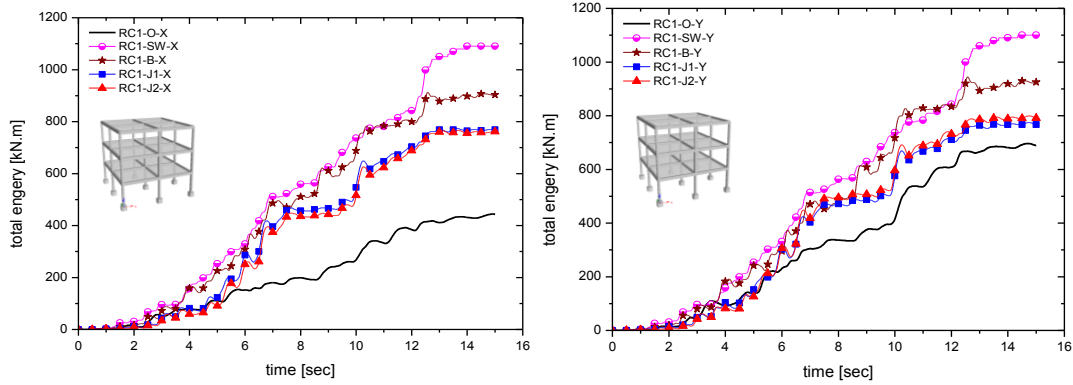 1200
1000
800
600
400
200
0
total engery [kN.m]
RC1-O-X
RC1-SW-X
RC1-B-X
RC1-J1-X
RC1-J2-X
0 2 4 6 8 10 12 14 16
time [sec]
1200
1000
800
600
400
200
0
total engery [kN.m]
RC1-O-Y
RC1-SW-Y
RC1-B-Y
RC1-J1-Y
RC1-J2-Y
0 2 4 6 8 10 12 14 16
time [sec]